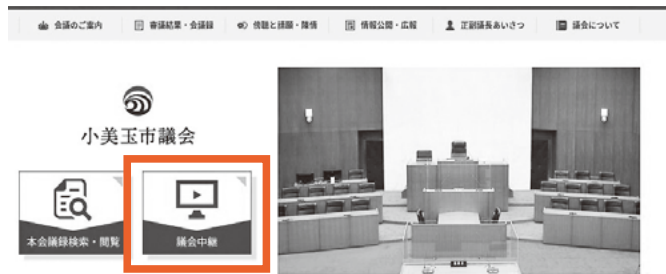 会議のご案内
審議結果・会議録
傍聴と請願・陳情
情報公開・広報
正副議長あいさつ
議会について
小美玉市議会
本会議録検索・閲覧
議会中継